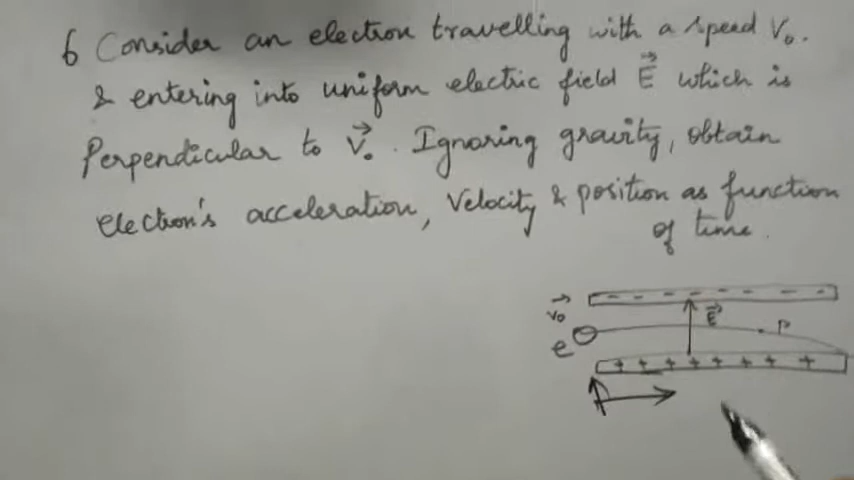 6 Consider an electron travelling with a speed V₀.
& entering into uniform electric field E⃗ which is
Perpendicular to V⃗₀. Ignoring gravity, obtain
electron's acceleration, Velocity & position as function
of time.
- - - - - - - -
V⃗₀
E⃗
P
e
+ + + + + + + +